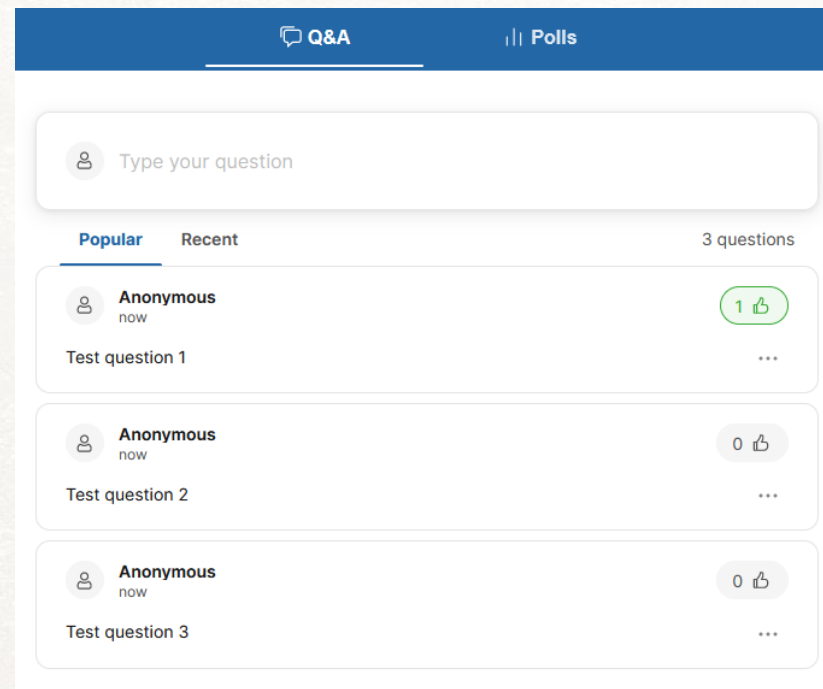 Q&A Polls
Type your question
Popular Recent 3 questions
Anonymous
now
1
Test question 1
Anonymous
now
0
Test question 2
Anonymous
now
0
Test question 3